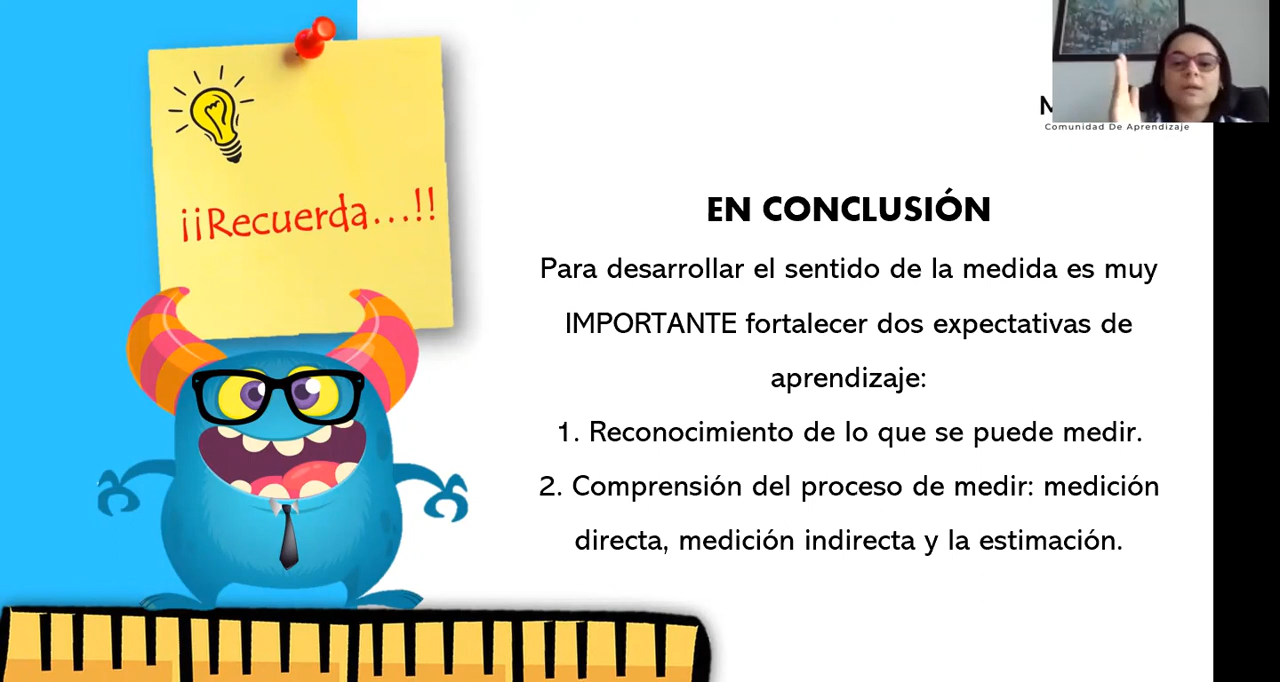 ¡¡Recuerda...!!
Comunidad De Aprendizaje
EN CONCLUSIÓN
Para desarrollar el sentido de la medida es muy
IMPORTANTE fortalecer dos expectativas de
aprendizaje:
1. Reconocimiento de lo que se puede medir.
2. Comprensión del proceso de medir: medición
directa, medición indirecta y la estimación.